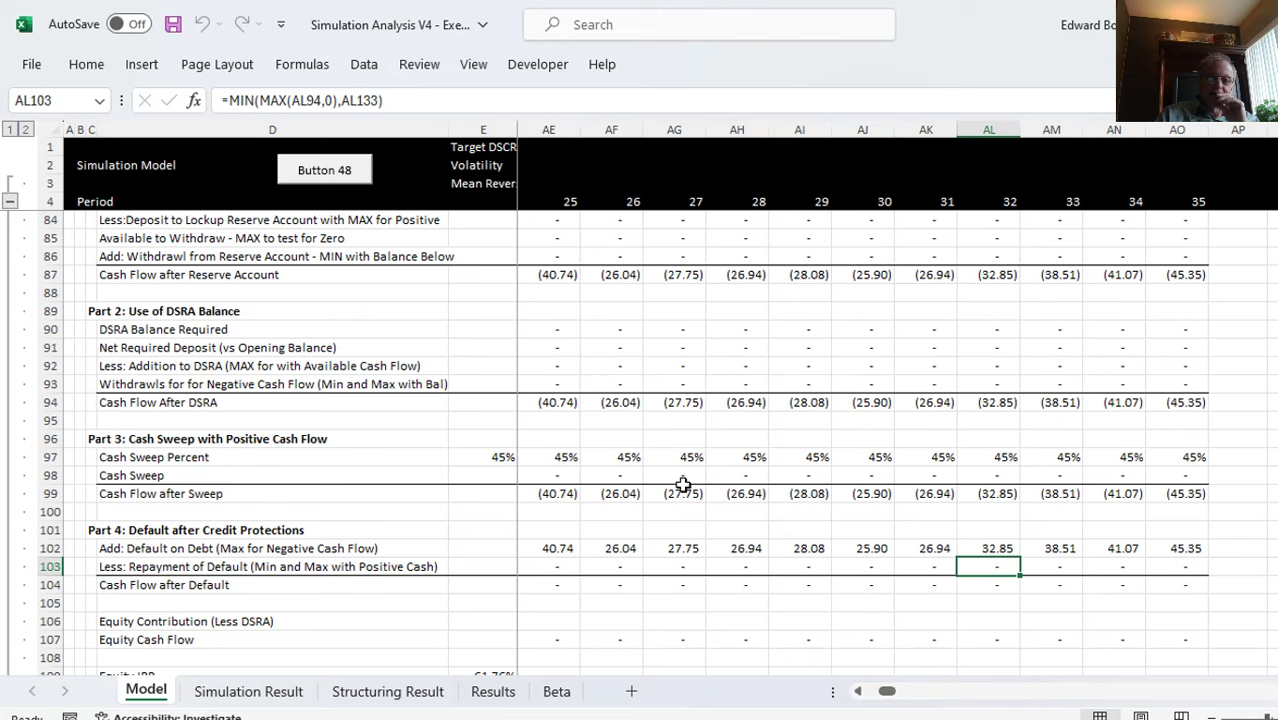 AutoSave Off Simulation Analysis V4 - Exe... Search Edward Bo
File Home Insert Page Layout Formulas Data Review View Developer Help
AL103 fx =MIN(MAX(AL94,0),AL133)
1 2 A B C D E AE AF AG AH AI AJ AK AL AM AN AO AP
1 Target DSCR
2 Simulation Model Button 48 Volatility
3 Mean Rever
4 Period 25 26 27 28 29 30 31 32 33 34 35
84 Less:Deposit to Lockup Reserve Account with MAX for Positive - - - - - - - - - - -
85 Available to Withdraw - MAX to test for Zero - - - - - - - - - - -
86 Add: Withdrawl from Reserve Account - MIN with Balance Below - - - - - - - - - - -
87 Cash Flow after Reserve Account (40.74) (26.04) (27.75) (26.94) (28.08) (25.90) (26.94) (32.85) (38.51) (41.07) (45.35)
88
89 Part 2: Use of DSRA Balance
90 DSRA Balance Required - - - - - - - - - - -
91 Net Required Deposit (vs Opening Balance) - - - - - - - - - - -
92 Less: Addition to DSRA (MAX for with Available Cash Flow) - - - - - - - - - - -
93 Withdrawls for for Negative Cash Flow (Min and Max with Bal) - - - - - - - - - - -
94 Cash Flow After DSRA (40.74) (26.04) (27.75) (26.94) (28.08) (25.90) (26.94) (32.85) (38.51) (41.07) (45.35)
95
96 Part 3: Cash Sweep with Positive Cash Flow
97 Cash Sweep Percent 45% 45% 45% 45% 45% 45% 45% 45% 45% 45% 45% 45%
98 Cash Sweep - - - - - - - - - - -
99 Cash Flow after Sweep (40.74) (26.04) (27.75) (26.94) (28.08) (25.90) (26.94) (32.85) (38.51) (41.07) (45.35)
100
101 Part 4: Default after Credit Protections
102 Add: Default on Debt (Max for Negative Cash Flow) 40.74 26.04 27.75 26.94 28.08 25.90 26.94 32.85 38.51 41.07 45.35
103 Less: Repayment of Default (Min and Max with Positive Cash) - - - - - - - - - - -
104 Cash Flow after Default - - - - - - - - - - -
105
106 Equity Contribution (Less DSRA)
107 Equity Cash Flow - - - - - - - - - - -
108
Model Simulation Result Structuring Result Results Beta
Accessibility: Investigate